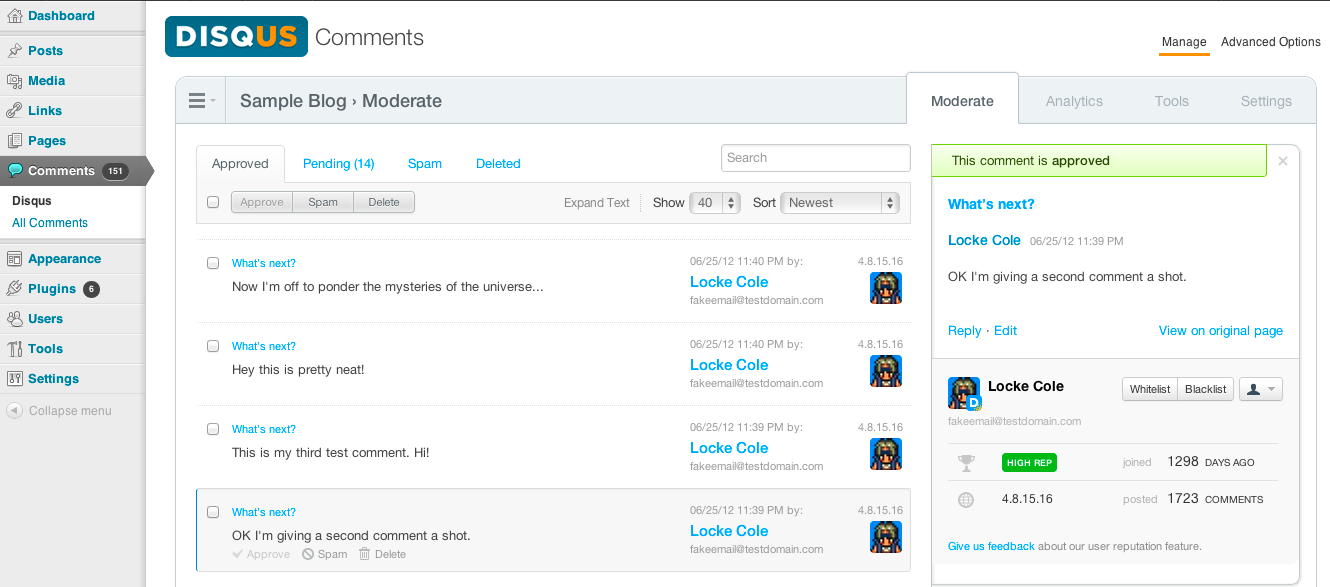 Dashboard
Posts
Media
Links
Pages
Comments 151
Disqus
All Comments
Appearance
Plugins 6
Users
Tools
Settings
Collapse menu
DISQUS Comments
Manage Advanced Options
Sample Blog › Moderate
Moderate Analytics Tools Settings
Approved Pending (14) Spam Deleted
Search
Approve Spam Delete
Expand Text Show 40 Sort Newest
What's next?
Now I'm off to ponder the mysteries of the universe...
06/25/12 11:40 PM by:
Locke Cole
fakeemail@testdomain.com
4.8.15.16
What's next?
Hey this is pretty neat!
06/25/12 11:40 PM by:
Locke Cole
fakeemail@testdomain.com
4.8.15.16
What's next?
This is my third test comment. Hi!
06/25/12 11:39 PM by:
Locke Cole
fakeemail@testdomain.com
4.8.15.16
What's next?
OK I'm giving a second comment a shot.
Approve Spam Delete
06/25/12 11:39 PM by:
Locke Cole
fakeemail@testdomain.com
4.8.15.16
This comment is approved ×
What's next?
Locke Cole 06/25/12 11:39 PM
OK I'm giving a second comment a shot.
Reply · Edit View on original page
D
Locke Cole Whitelist Blacklist
fakeemail@testdomain.com
HIGH REP joined 1298 DAYS AGO
4.8.15.16 posted 1723 COMMENTS
Give us feedback about our user reputation feature.